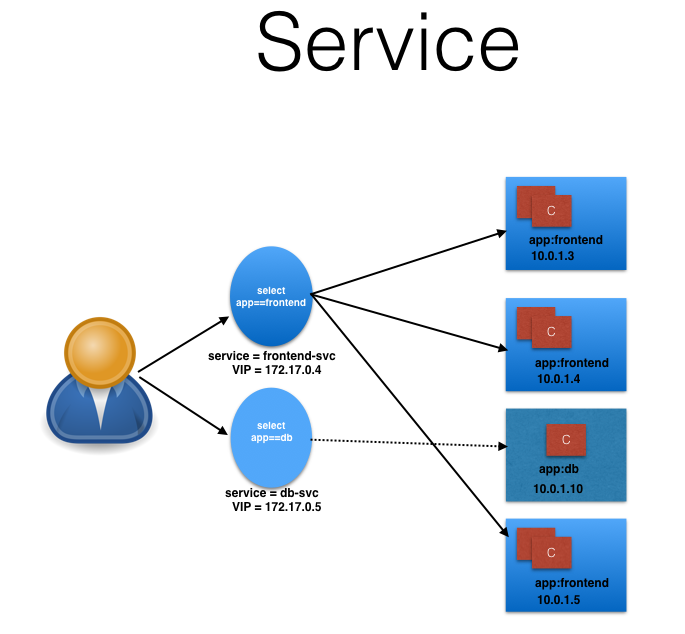 Service
C
app:frontend
10.0.1.3
select
app==frontend
service = frontend-svc
VIP = 172.17.0.4
C
app:frontend
10.0.1.4
select
app==db
service = db-svc
VIP = 172.17.0.5
C
app:db
10.0.1.10
C
app:frontend
10.0.1.5